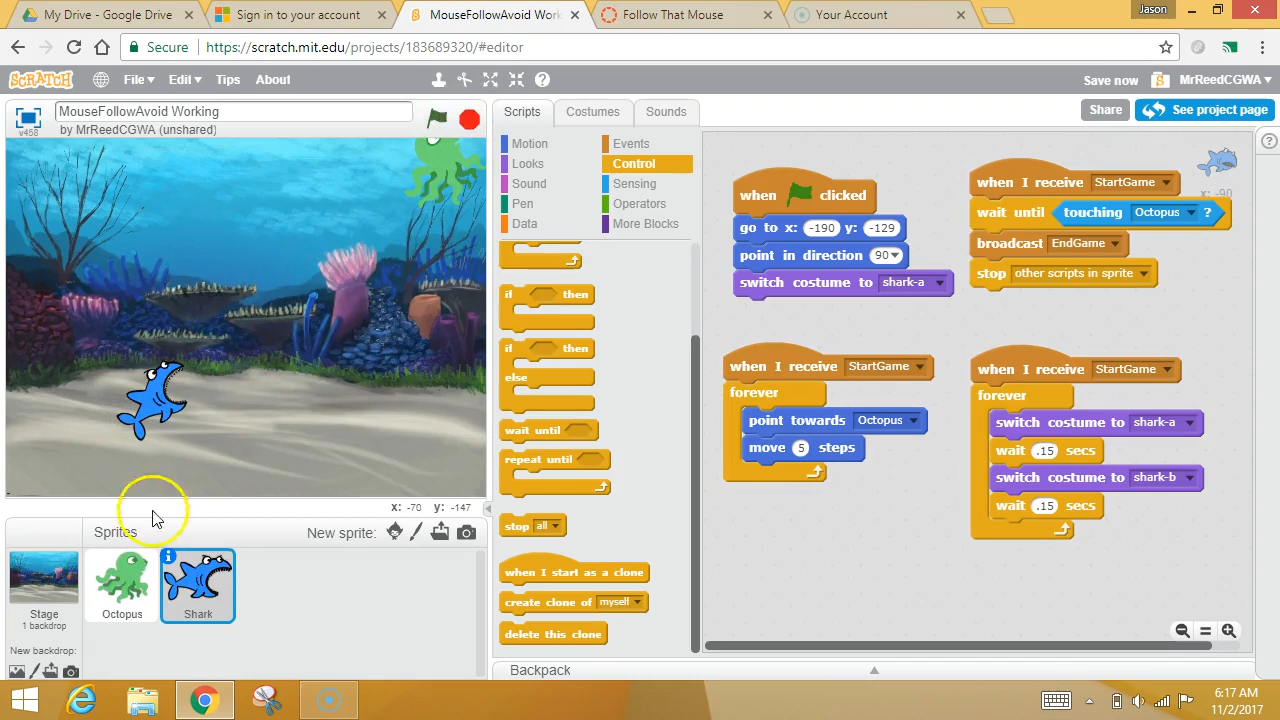 My Drive - Google Drive
Sign in to your account
MouseFollowAvoid Work
Follow That Mouse
Your Account
Jason
Secure
https://scratch.mit.edu/projects/183689320/#editor
SCRATCH
File
Edit
Tips
About
Save now
MrReedCGWA
MouseFollowAvoid Working
by MrReedCGWA (unshared)
v458
Scripts
Costumes
Sounds
Share
See project page
Motion
Events
Looks
Control
Sound
Sensing
Pen
Operators
Data
More Blocks
if then
if then
else
wait until
repeat until
stop all
when I start as a clone
create clone of myself
delete this clone
when clicked
go to x: -190 y: -129
point in direction 90
switch costume to shark-a
when I receive StartGame
wait until touching Octopus ?
broadcast EndGame
stop other scripts in sprite
x: -90
when I receive StartGame
forever
point towards Octopus
move 5 steps
when I receive StartGame
forever
switch costume to shark-a
wait .15 secs
switch costume to shark-b
wait .15 secs
x: -70 y: -147
Sprites
New sprite:
Stage
1 backdrop
New backdrop:
Octopus
Shark
Backpack
6:17 AM
11/2/2017